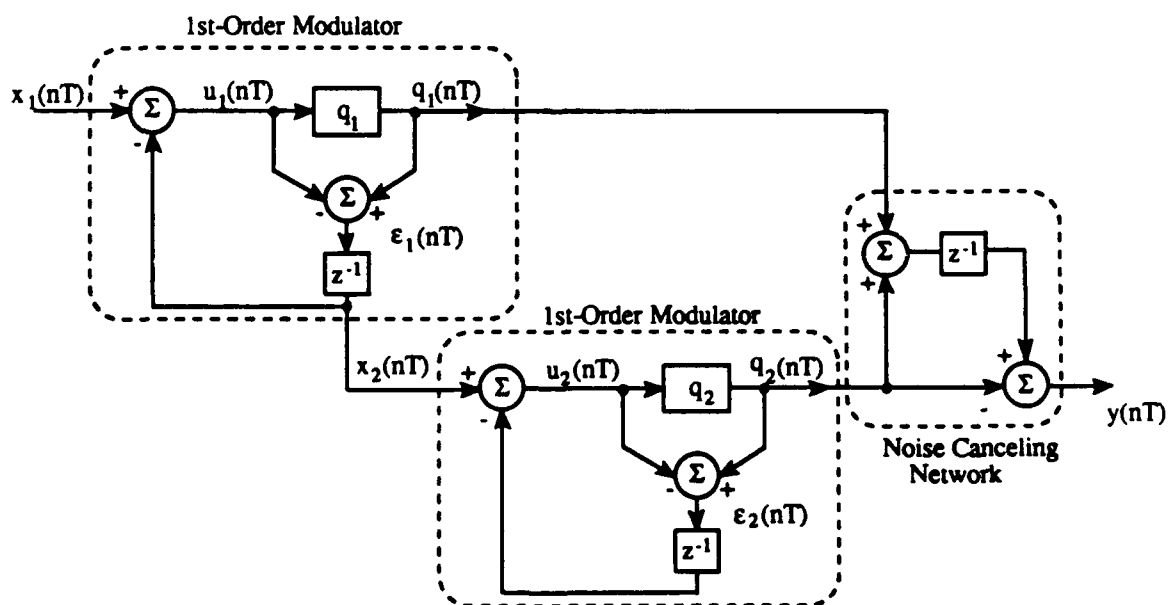 1st-Order Modulator
x₁(nT)
+
Σ
-
u₁(nT)
q₁
q₁(nT)
Σ
-
+
ε₁(nT)
z⁻¹
+
Σ
+
z⁻¹
1st-Order Modulator
x₂(nT)
+
Σ
-
u₂(nT)
q₂
q₂(nT)
Σ
-
+
ε₂(nT)
z⁻¹
+
Σ
-
y(nT)
Noise Canceling
Network